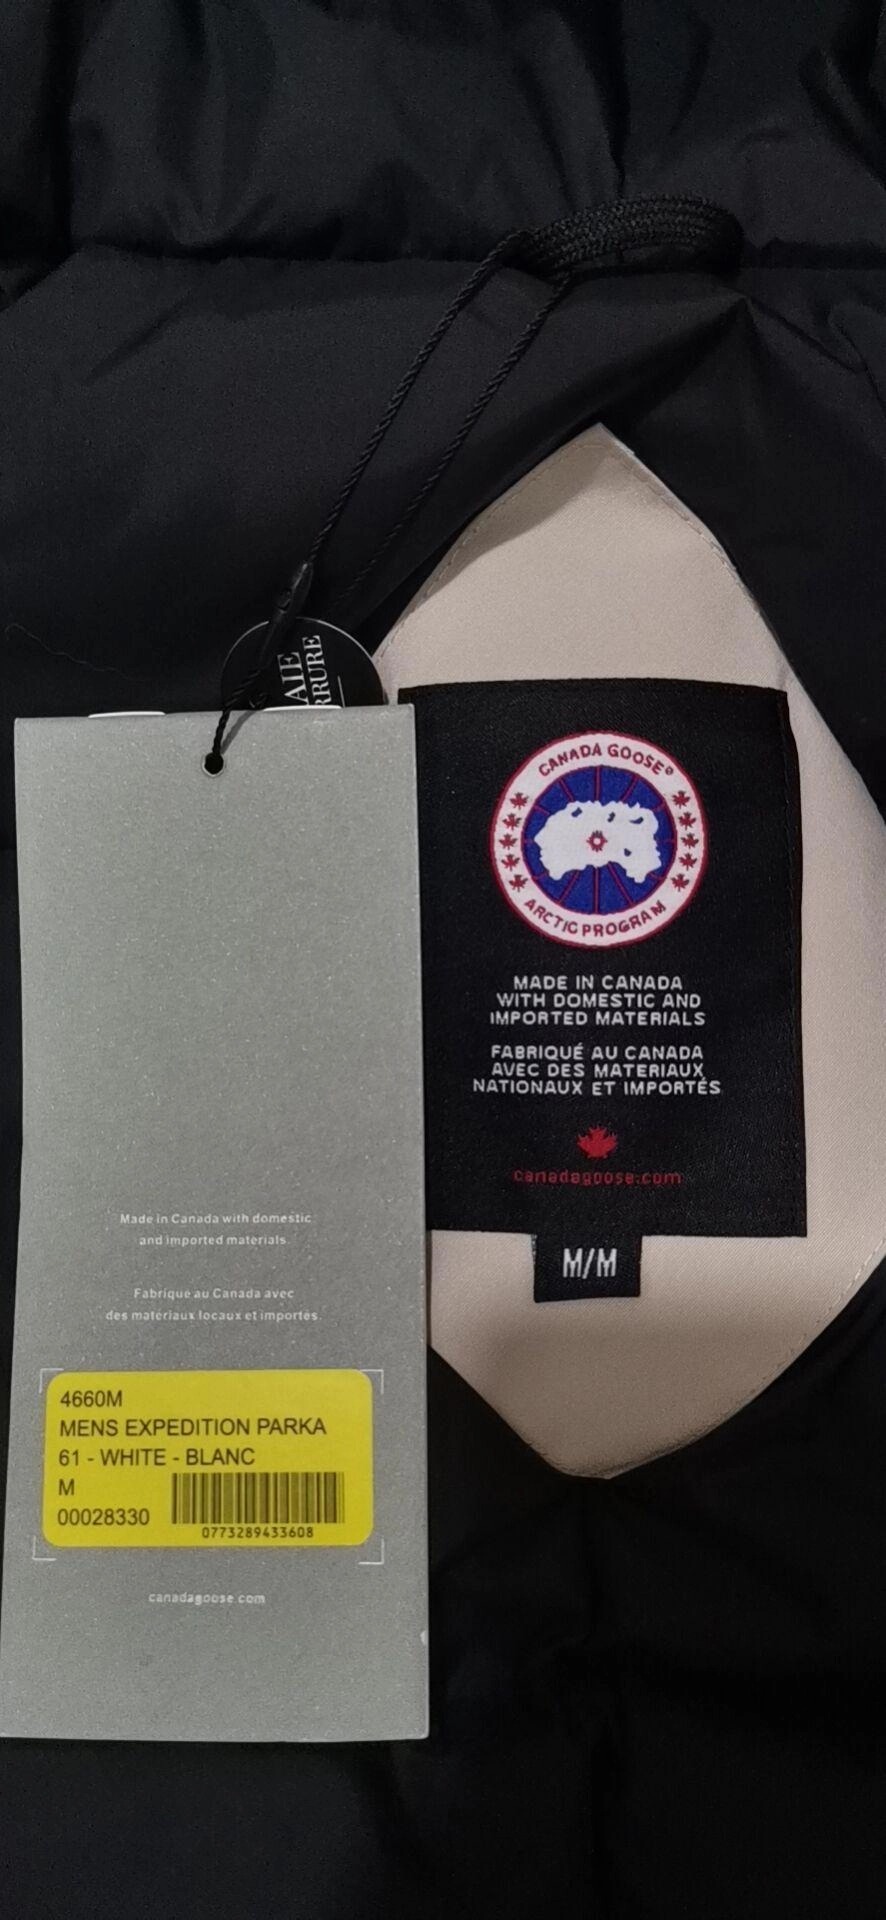 AIE
RRURE
CANADA GOOSE®
ARCTIC PROGRAM
MADE IN CANADA
WITH DOMESTIC AND
IMPORTED MATERIALS
FABRIQUÉ AU CANADA
AVEC DES MATERIAUX
NATIONAUX ET IMPORTÉS
canadagoose.com
M/M
Made in Canada with domestic
and imported materials.
Fabriqué au Canada avec
des matériaux locaux et importés.
4660M
MENS EXPEDITION PARKA
61 - WHITE - BLANC
M
00028330
0773289433608
canadagoose.com